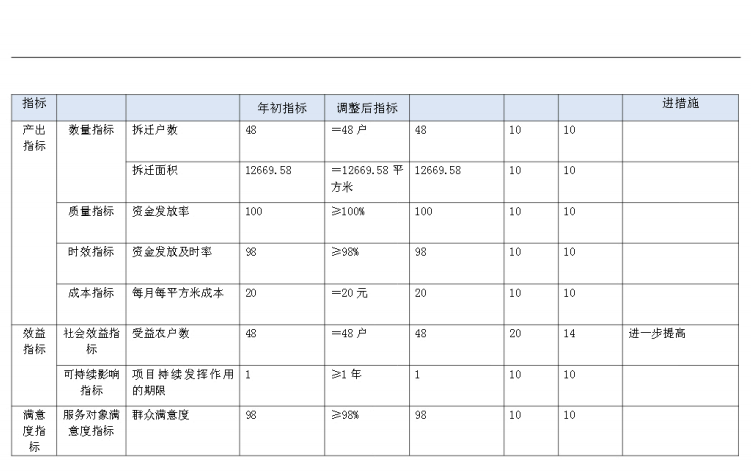 指标 年初指标 调整后指标 进措施
产出指标 数量指标 拆迁户数 48 ＝48 户 48 10 10
拆迁面积 12669.58 ＝12669.58 平方米 12669.58 10 10
质量指标 资金发放率 100 ≥100% 100 10 10
时效指标 资金发放及时率 98 ≥98% 98 10 10
成本指标 每月每平方米成本 20 ＝20 元 20 10 10
效益指标 社会效益指标 受益农户数 48 ＝48 户 48 20 14 进一步提高
可持续影响指标 项目持续发挥作用的期限 1 ≥1 年 1 10 10
满意度指标 服务对象满意度指标 群众满意度 98 ≥98% 98 10 10